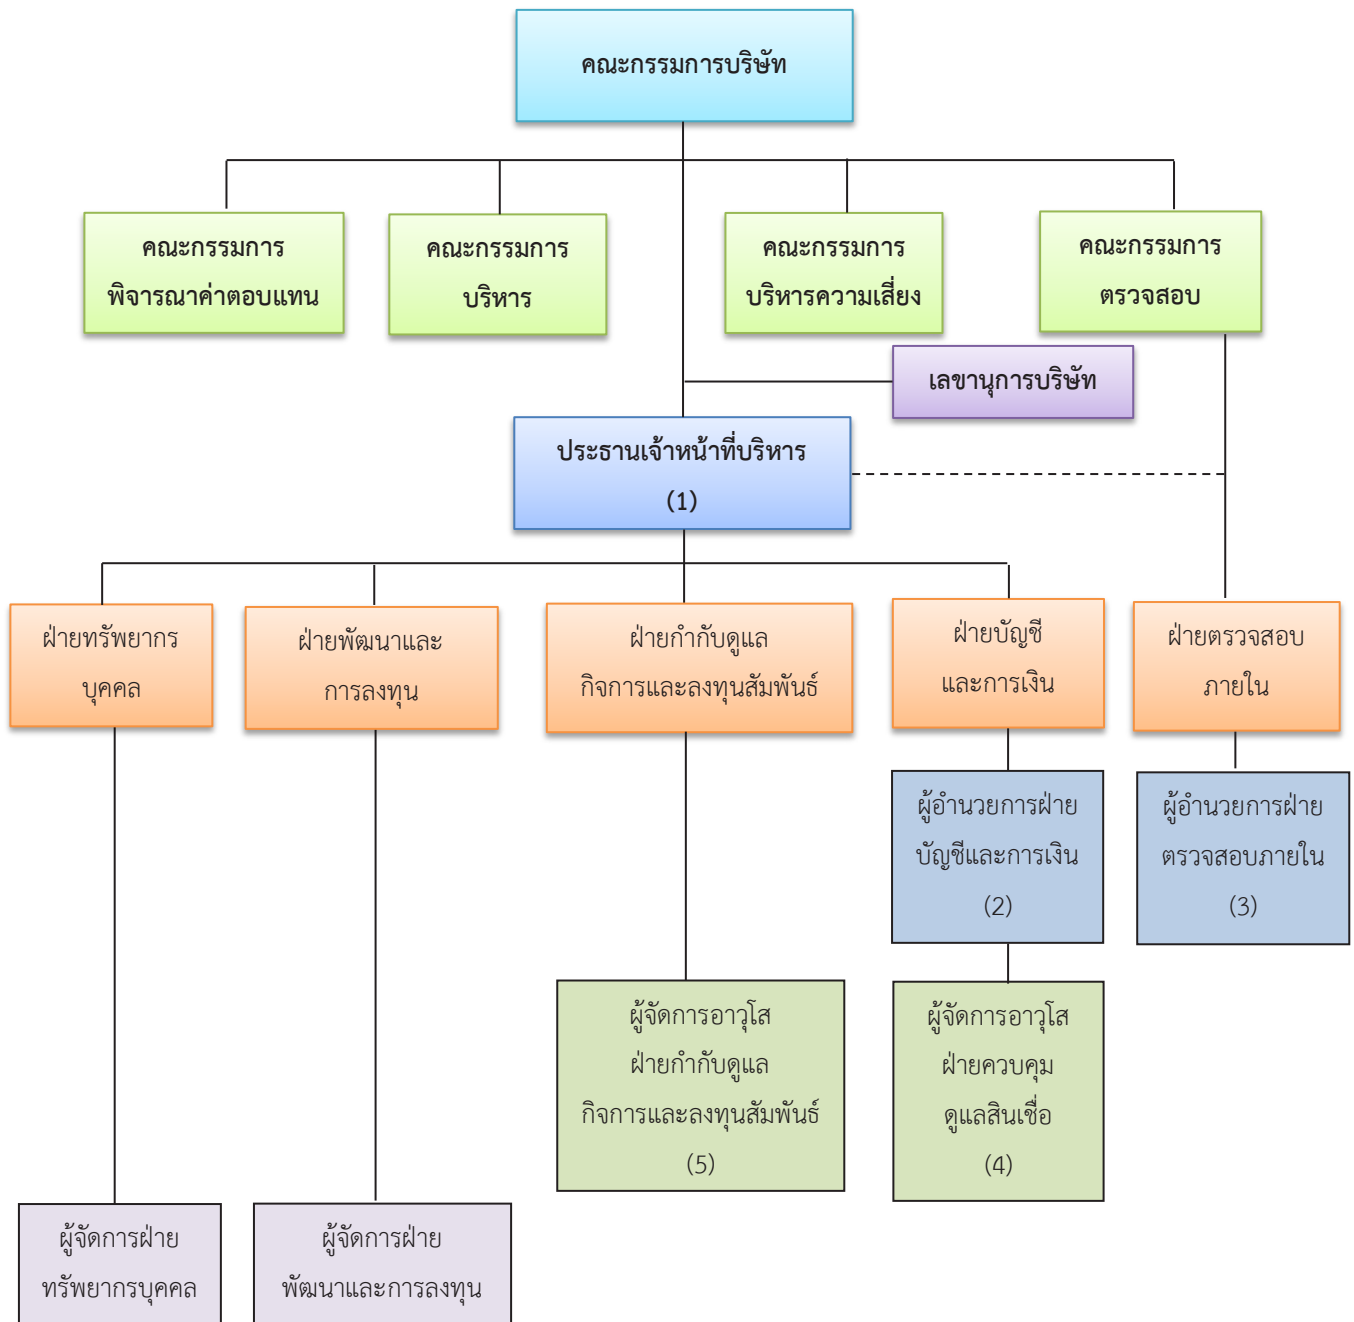 คณะกรรมการบริษัท
คณะกรรมการ
พิจารณาค่าตอบแทน
คณะกรรมการ
บริหาร
คณะกรรมการ
บริหารความเสี่ยง
คณะกรรมการ
ตรวจสอบ
เลขานุการบริษัท
ประธานเจ้าหน้าที่บริหาร
(1)
ฝ่ายทรัพยากร
บุคคล
ฝ่ายพัฒนาและ
การลงทุน
ฝ่ายกำกับดูแล
กิจการและลงทุนสัมพันธ์
ฝ่ายบัญชี
และการเงิน
ฝ่ายตรวจสอบ
ภายใน
ผู้อำนวยการฝ่าย
บัญชีและการเงิน
(2)
ผู้อำนวยการฝ่าย
ตรวจสอบภายใน
(3)
ผู้จัดการอาวุโส
ฝ่ายกำกับดูแล
กิจการและลงทุนสัมพันธ์
(5)
ผู้จัดการอาวุโส
ฝ่ายควบคุม
ดูแลสินเชื่อ
(4)
ผู้จัดการฝ่าย
ทรัพยากรบุคคล
ผู้จัดการฝ่าย
พัฒนาและการลงทุน